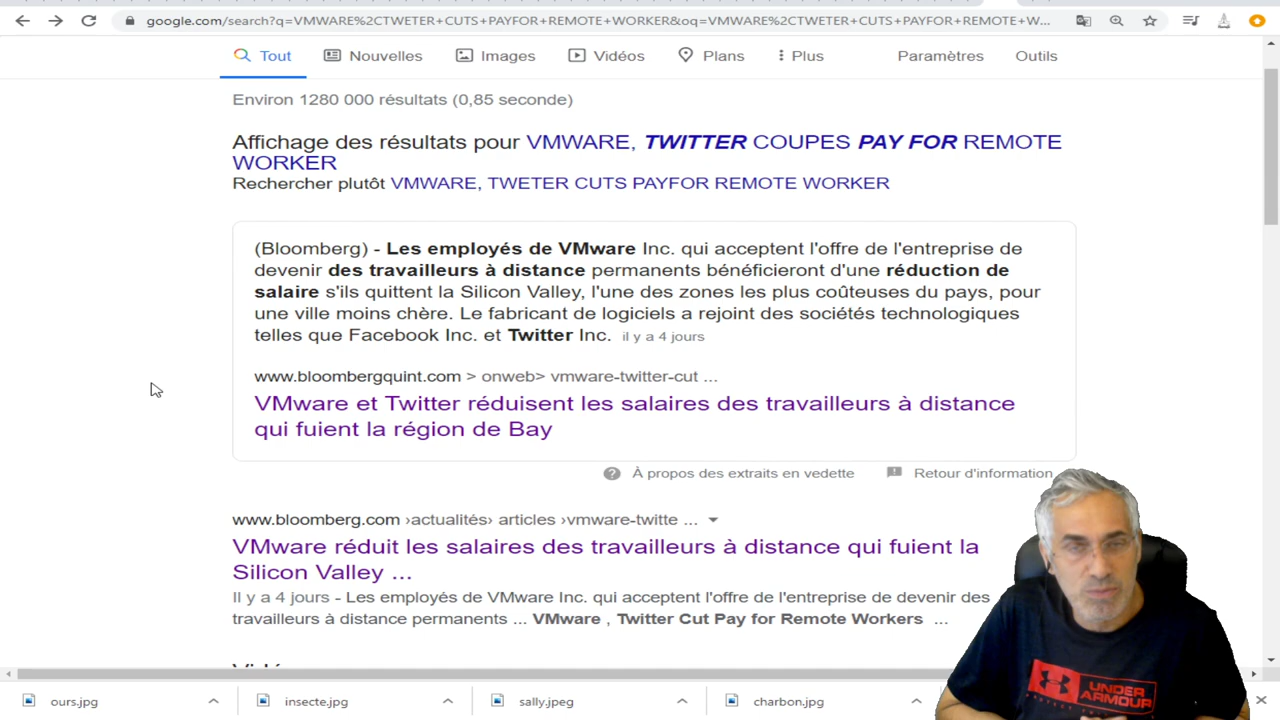 google.com/search?q=VMWARE%2CTWETER+CUTS+PAYFOR+REMOTE+WORKER&oq=VMWARE%2CTWETER+CUTS+PAYFOR+REMOTE+W...
Tout Nouvelles Images Vidéos Plans Plus Paramètres Outils
Environ 1280 000 résultats (0,85 seconde)
Affichage des résultats pour VMWARE, TWITTER COUPES PAY FOR REMOTE
WORKER
Rechercher plutôt VMWARE, TWETER CUTS PAYFOR REMOTE WORKER
(Bloomberg) - Les employés de VMware Inc. qui acceptent l'offre de l'entreprise de
devenir des travailleurs à distance permanents bénéficieront d'une réduction de
salaire s'ils quittent la Silicon Valley, l'une des zones les plus coûteuses du pays, pour
une ville moins chère. Le fabricant de logiciels a rejoint des sociétés technologiques
telles que Facebook Inc. et Twitter Inc. il y a 4 jours
www.bloombergquint.com > onweb> vmware-twitter-cut ...
VMware et Twitter réduisent les salaires des travailleurs à distance
qui fuient la région de Bay
À propos des extraits en vedette Retour d'information
www.bloomberg.com ›actualités› articles ›vmware-twitte ...
VMware réduit les salaires des travailleurs à distance qui fuient la
Silicon Valley ...
Il y a 4 jours - Les employés de VMware Inc. qui acceptent l'offre de l'entreprise de devenir des
travailleurs à distance permanents ... VMware , Twitter Cut Pay for Remote Workers ...
UNDER
ARMOUR
ours.jpg insecte.jpg sally.jpeg charbon.jpg